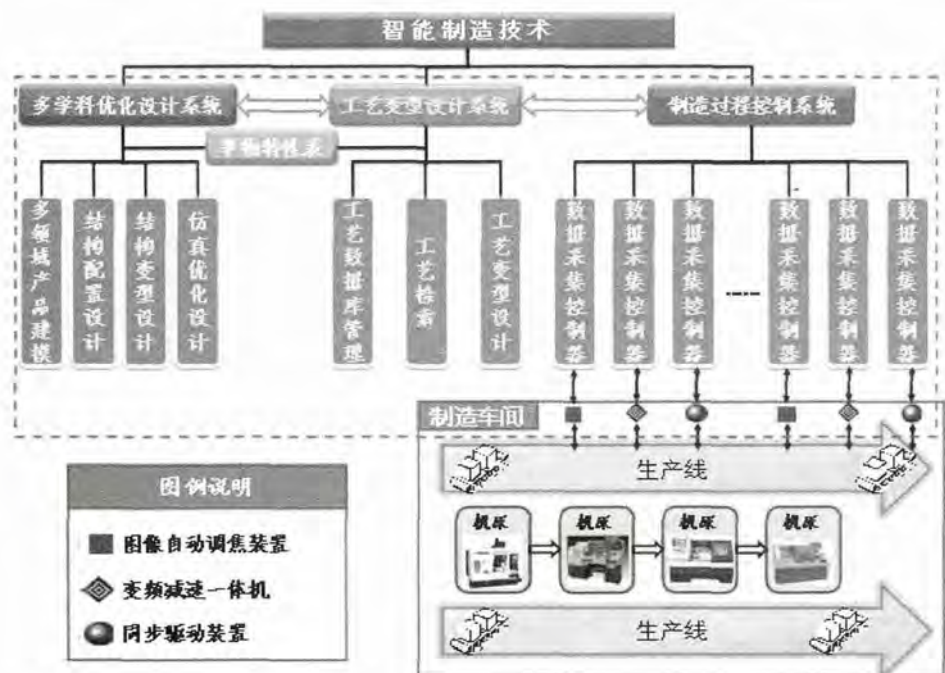 智能制造技术
多学科优化设计系统
工艺变型设计系统
制造过程控制系统
事物特性表
多领域产品建模
结构配置设计
结构变型设计
仿真优化设计
工艺数据库管理
工艺检索
工艺变型设计
数据采集控制器
数据采集控制器
数据采集控制器
......
数据采集控制器
数据采集控制器
数据采集控制器
制造车间
生产线
机床
机床
机床
机床
生产线
图例说明
图像自动调焦装置
变频减速一体机
同步驱动装置